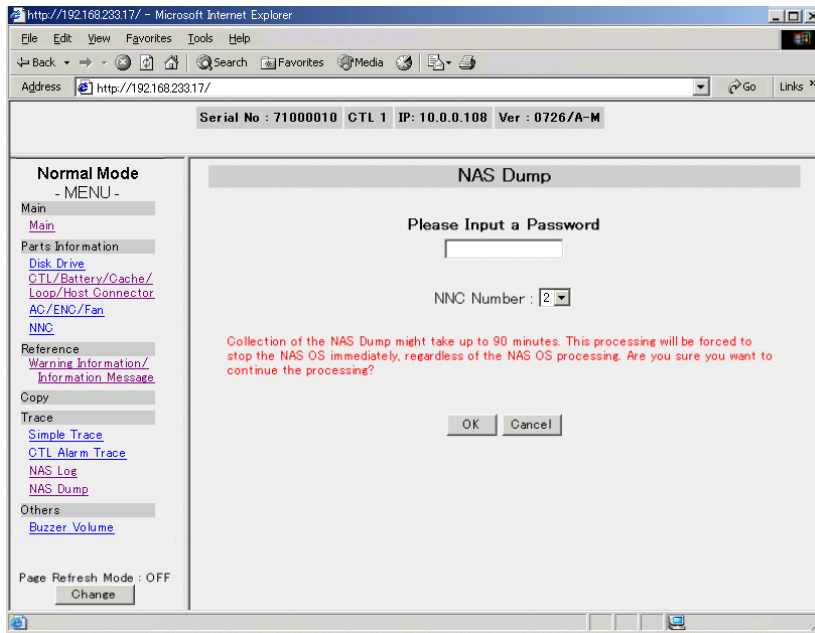 http://192.168.233.17/ - Microsoft Internet Explorer
File Edit View Favorites Tools Help
Back Search Favorites Media
Address http://192.168.233.17/ Go Links »
Serial No : 71000010 CTL 1 IP: 10.0.0.108 Ver : 0726/A-M
Normal Mode
- MENU -
Main
Main
Parts Information
Disk Drive
CTL/Battery/Cache/
Loop/Host Connector
AC/ENC/Fan
NNC
Reference
Warning Information/
Information Message
Copy
Trace
Simple Trace
CTL Alarm Trace
NAS Log
NAS Dump
Others
Buzzer Volume
Page Refresh Mode : OFF
Change
NAS Dump
Please Input a Password
NNC Number : 2
Collection of the NAS Dump might take up to 90 minutes. This processing will be forced to
stop the NAS OS immediately, regardless of the NAS OS processing. Are you sure you want to
continue the processing?
OK Cancel